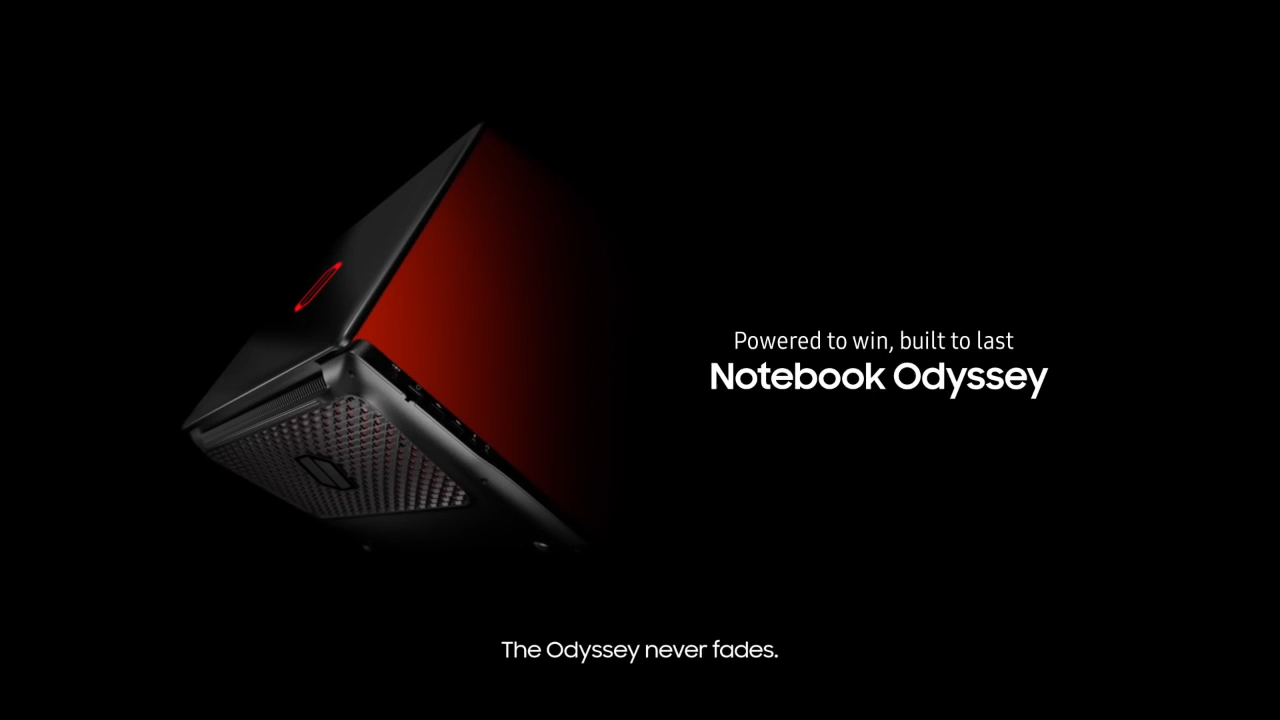 Powered to win, built to last
Notebook Odyssey
The Odyssey never fades.